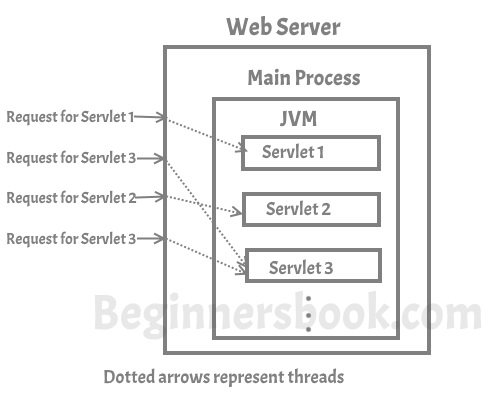 Web Server
Main Process
JVM
Request for Servlet 1
Servlet 1
Request for Servlet 3
Request for Servlet 2
Servlet 2
Request for Servlet 3
Servlet 3
Beginnersbook.com
Dotted arrows represent threads